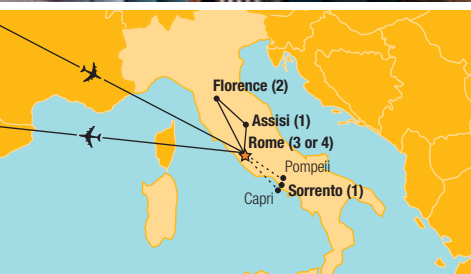 Florence (2)
Assisi (1)
Rome (3 or 4)
Pompeii
Sorrento (1)
Capri